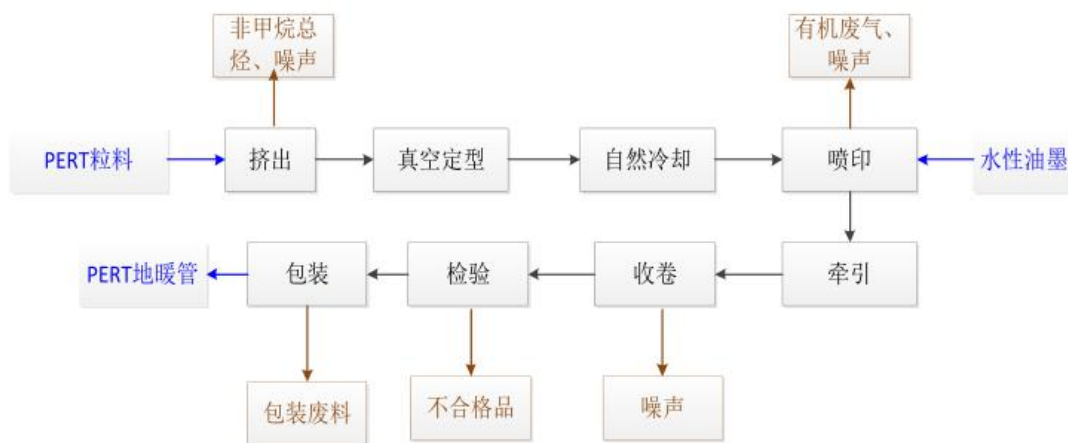 非甲烷总
烃、噪声
有机废气、
噪声
PERT粒料
挤出
真空定型
自然冷却
喷印
水性油墨
PERT地暖管
包装
检验
收卷
牵引
包装废料
不合格品
噪声